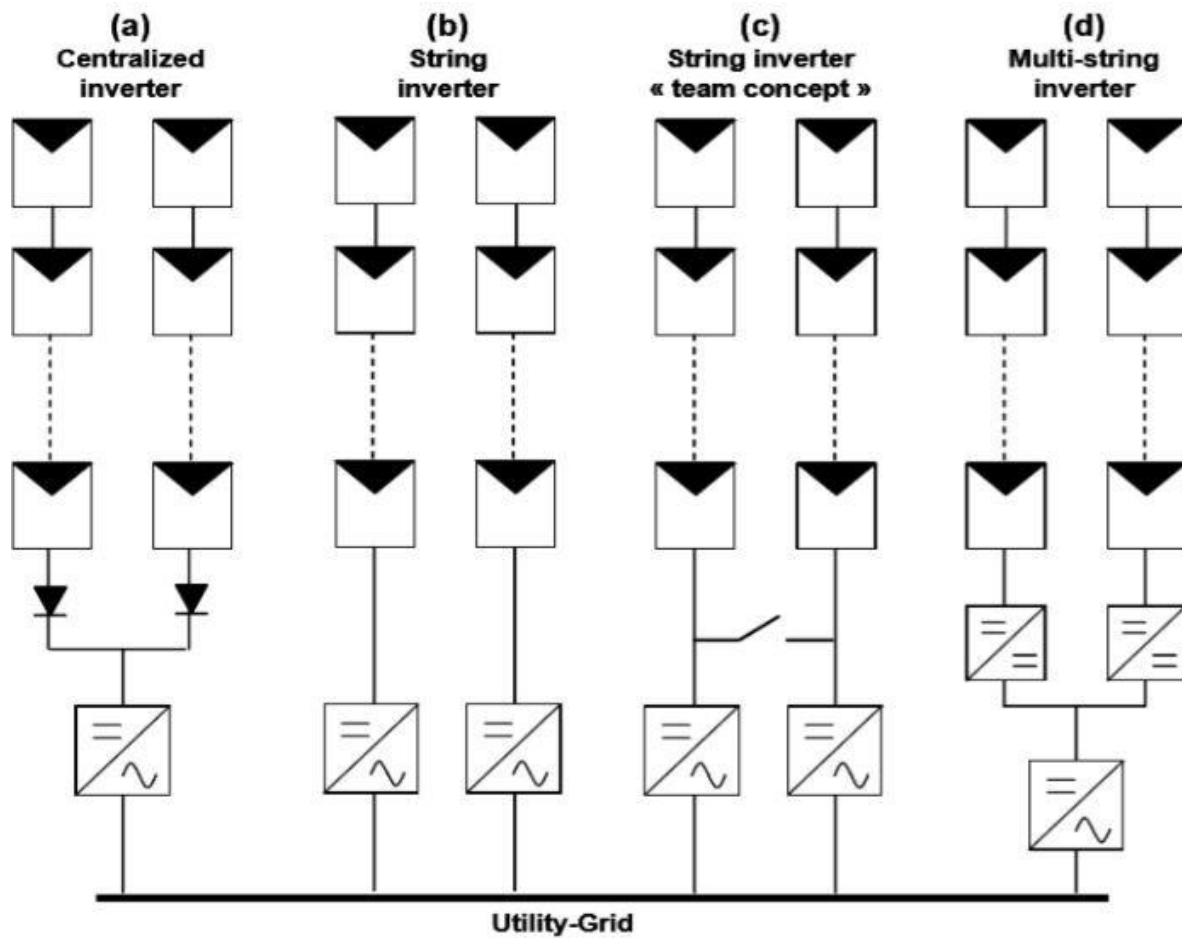 (a)
Centralized
inverter
(b)
String
inverter
(c)
String inverter
« team concept »
(d)
Multi-string
inverter
Utility-Grid